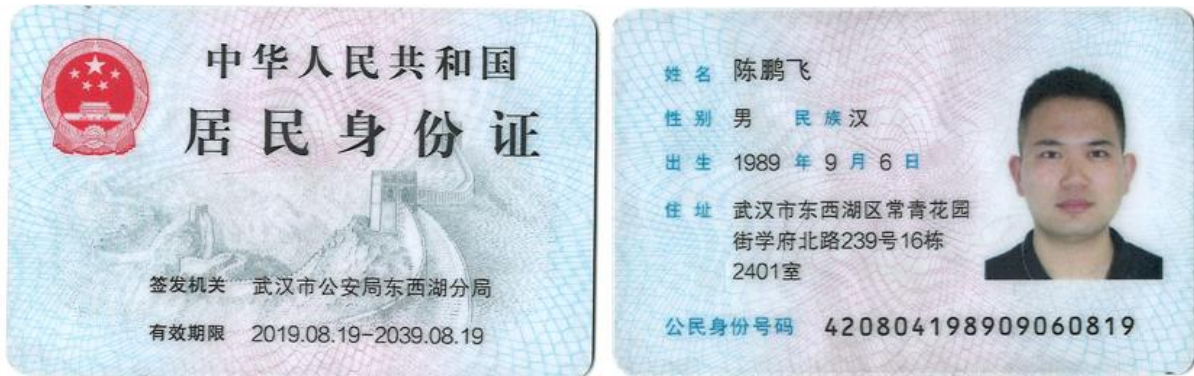 中华人民共和国
居民身份证
签发机关 武汉市公安局东西湖分局
有效期限 2019.08.19-2039.08.19
姓名 陈鹏飞
性别 男 民族 汉
出生 1989 年 9 月 6 日
住址 武汉市东西湖区常青花园
街学府北路239号16栋
2401室
公民身份号码 420804198909060819